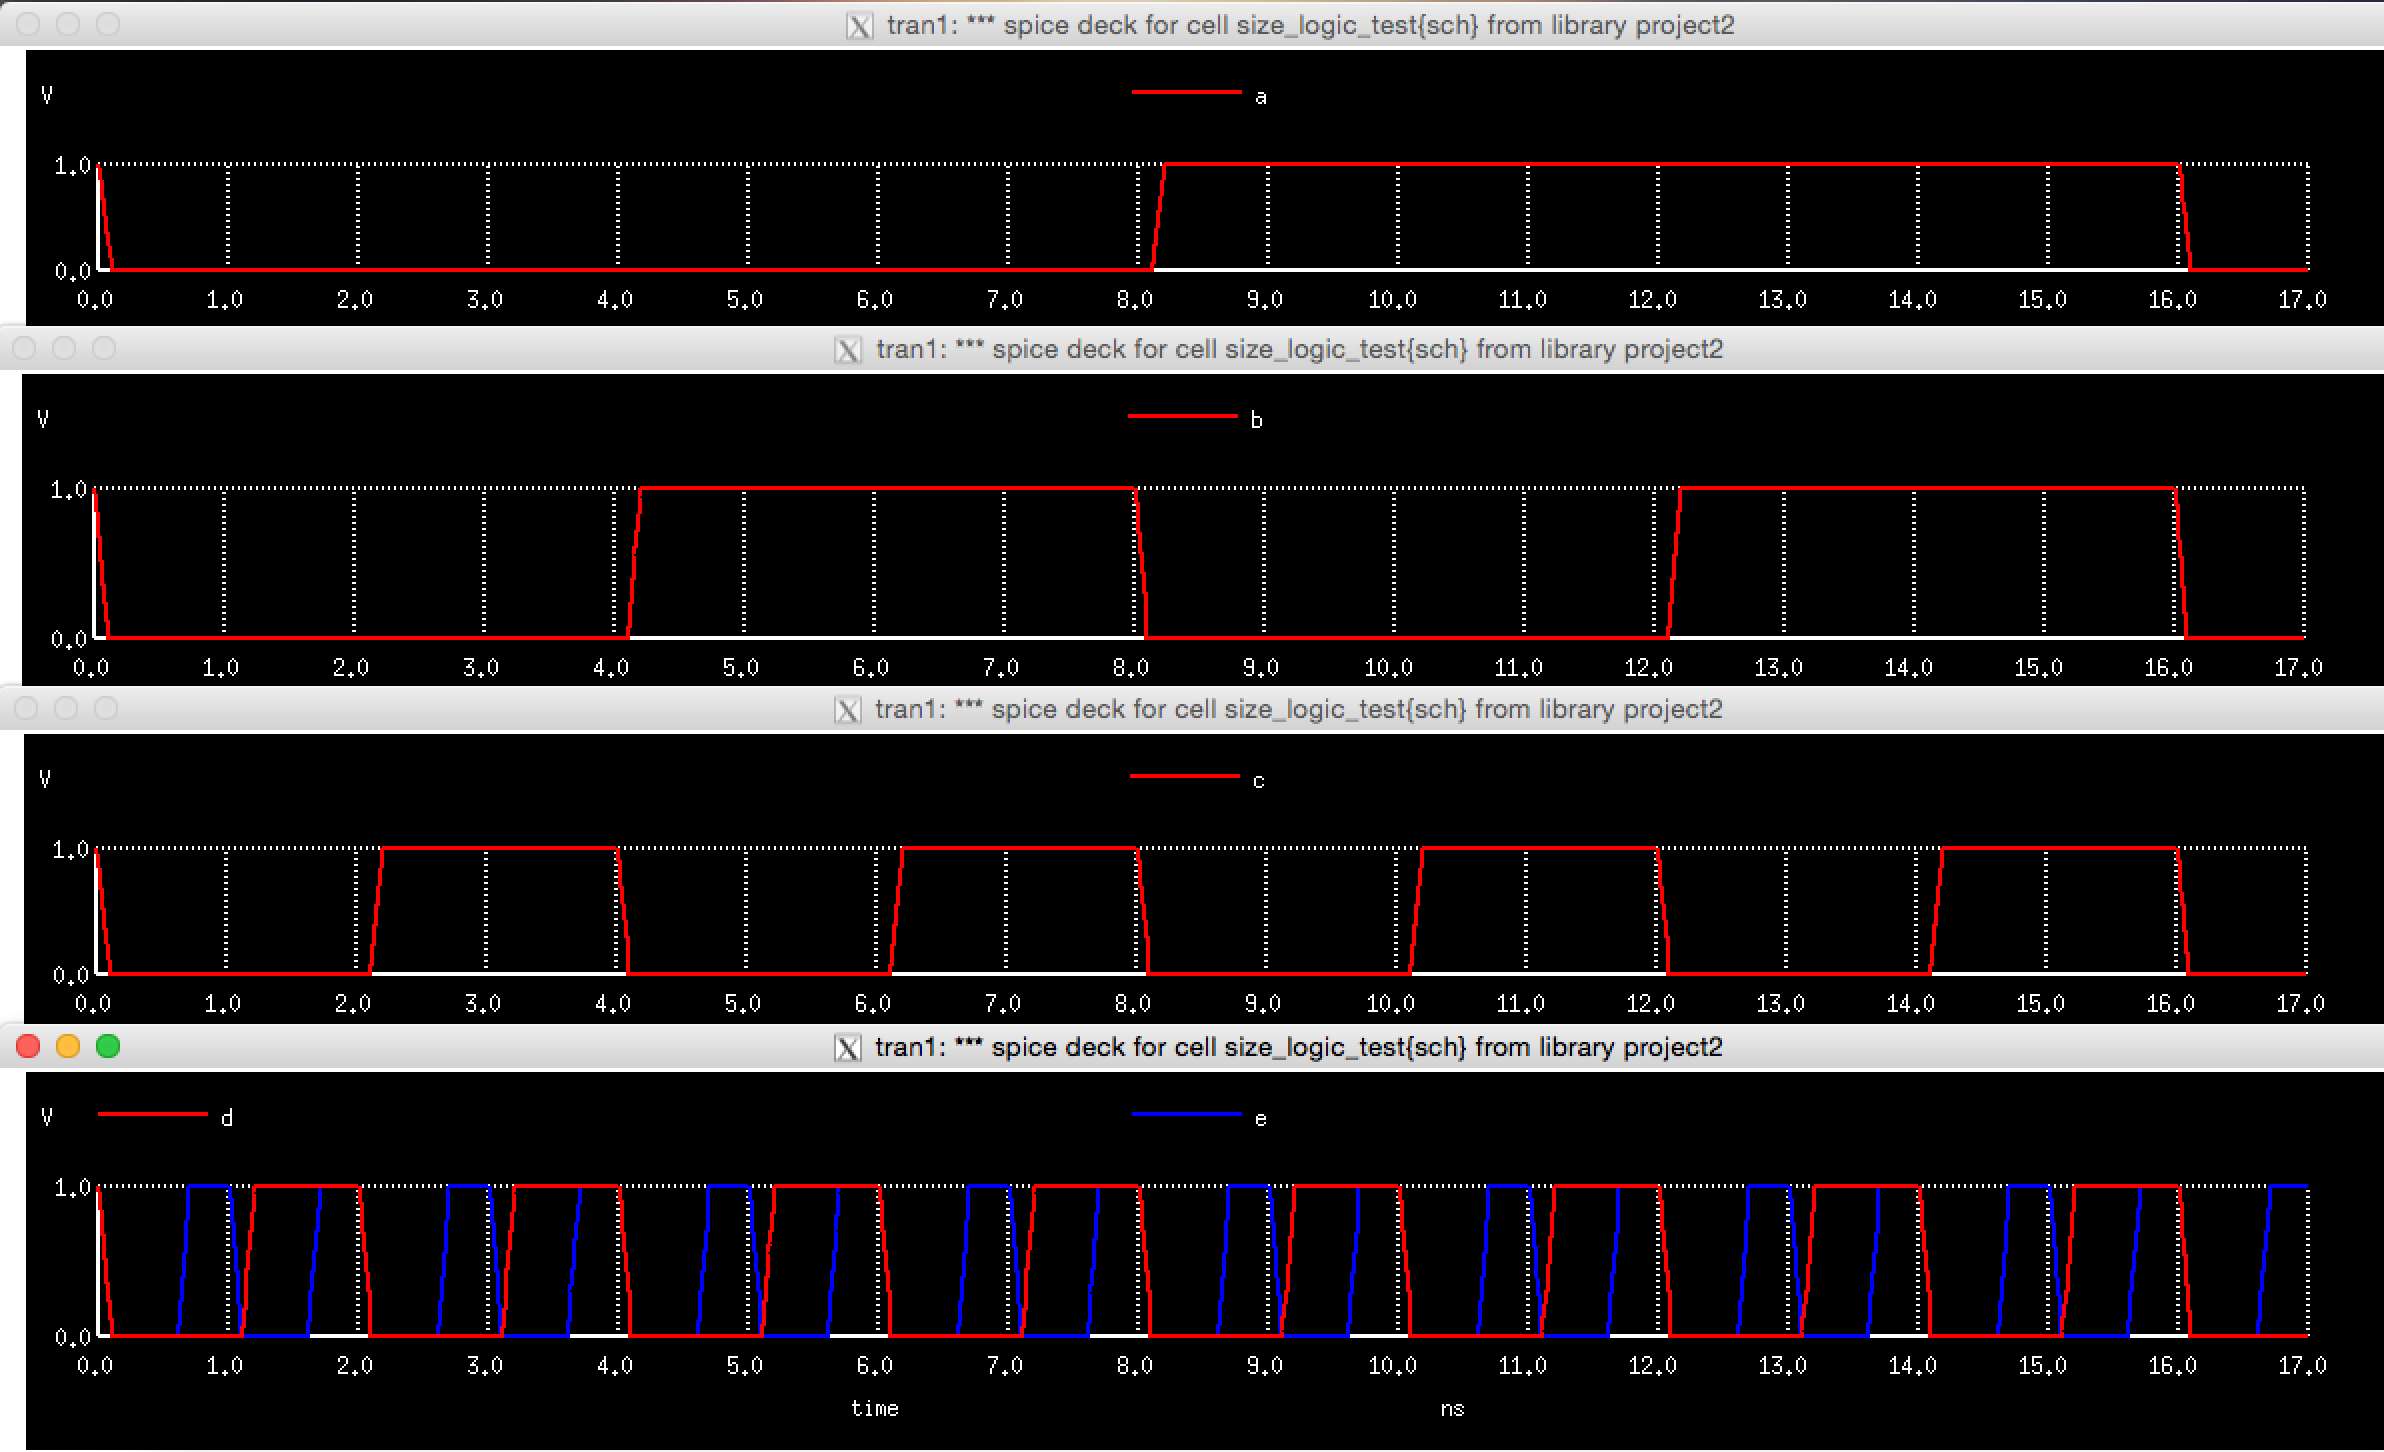 tran1: *** spice deck for cell size_logic_test{sch} from library project2
V a
1.0
0.0
0.0 1.0 2.0 3.0 4.0 5.0 6.0 7.0 8.0 9.0 10.0 11.0 12.0 13.0 14.0 15.0 16.0 17.0
tran1: *** spice deck for cell size_logic_test{sch} from library project2
V b
1.0
0.0
0.0 1.0 2.0 3.0 4.0 5.0 6.0 7.0 8.0 9.0 10.0 11.0 12.0 13.0 14.0 15.0 16.0 17.0
tran1: *** spice deck for cell size_logic_test{sch} from library project2
V c
1.0
0.0
0.0 1.0 2.0 3.0 4.0 5.0 6.0 7.0 8.0 9.0 10.0 11.0 12.0 13.0 14.0 15.0 16.0 17.0
tran1: *** spice deck for cell size_logic_test{sch} from library project2
V d e
1.0
0.0
0.0 1.0 2.0 3.0 4.0 5.0 6.0 7.0 8.0 9.0 10.0 11.0 12.0 13.0 14.0 15.0 16.0 17.0
time ns